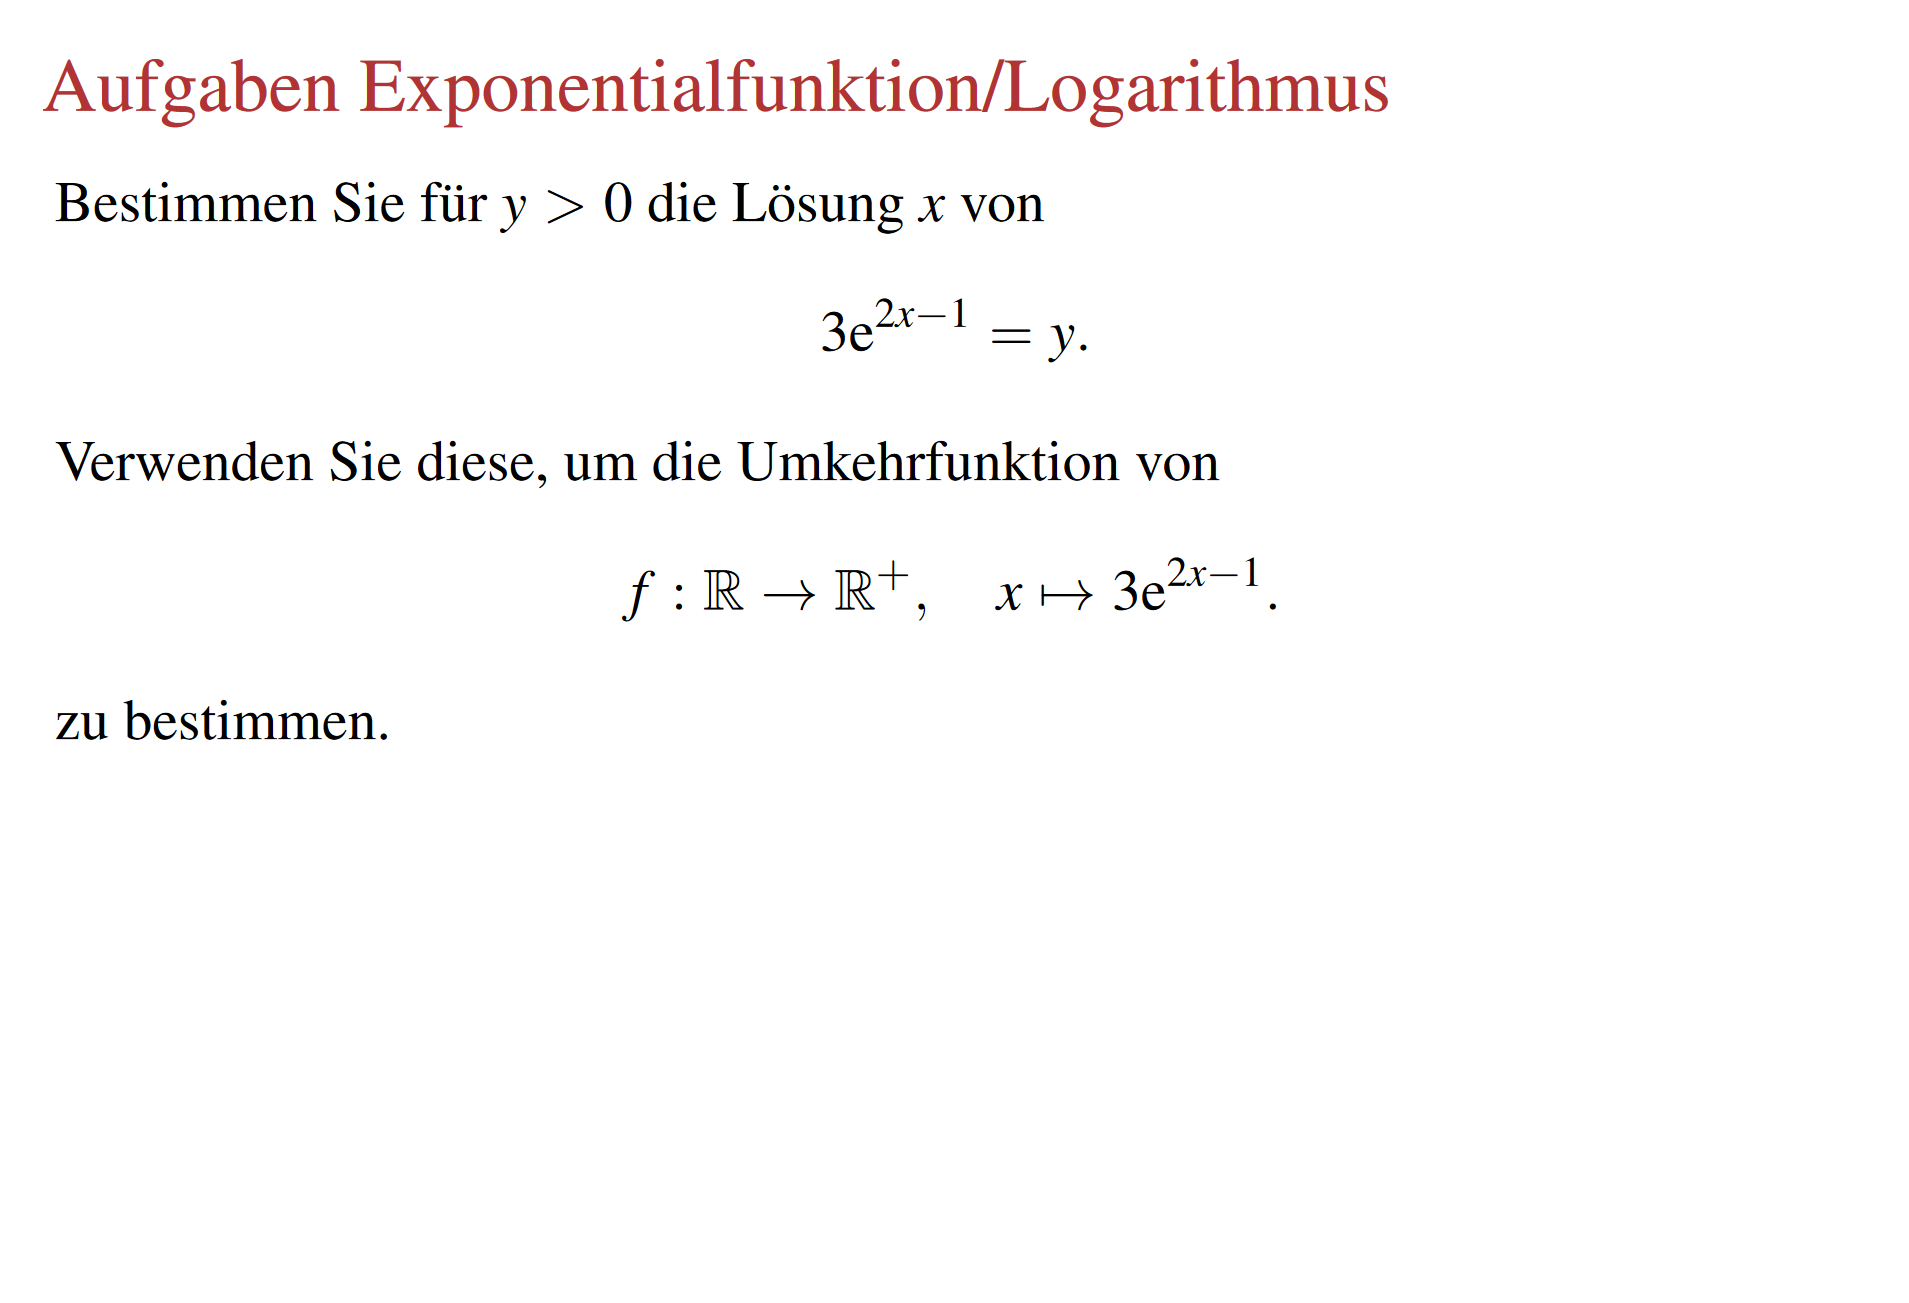 Aufgaben Exponentialfunktion/Logarithmus
Bestimmen Sie für y > 0 die Lösung x von
3e^{2x−1} = y.
Verwenden Sie diese, um die Umkehrfunktion von
f : ℝ → ℝ⁺, x ↦ 3e^{2x−1}.
zu bestimmen.